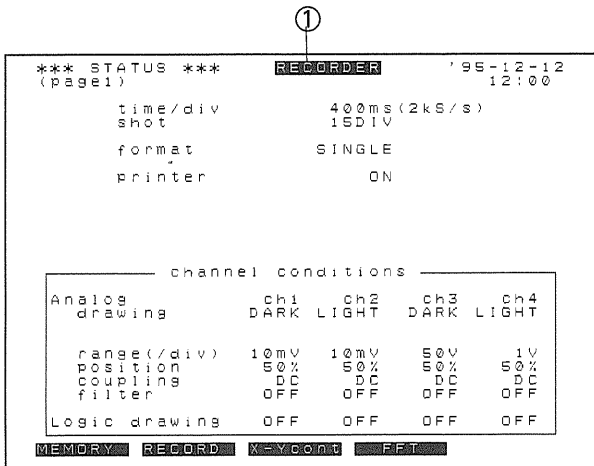 ①
*** STATUS *** RECORDER '95-12-12
(page1) 12:00
time/div 400ms(2kS/s)
shot 15DIV
format SINGLE
printer ON
channel conditions
Analog ch1 ch2 ch3 ch4
drawing DARK LIGHT DARK LIGHT
range(/div) 10mV 10mV 50V 1V
position 50% 50% 50% 50%
coupling DC DC DC DC
filter OFF OFF OFF OFF
Logic drawing OFF OFF OFF OFF
MEMORY RECORD X-Ycont FFT